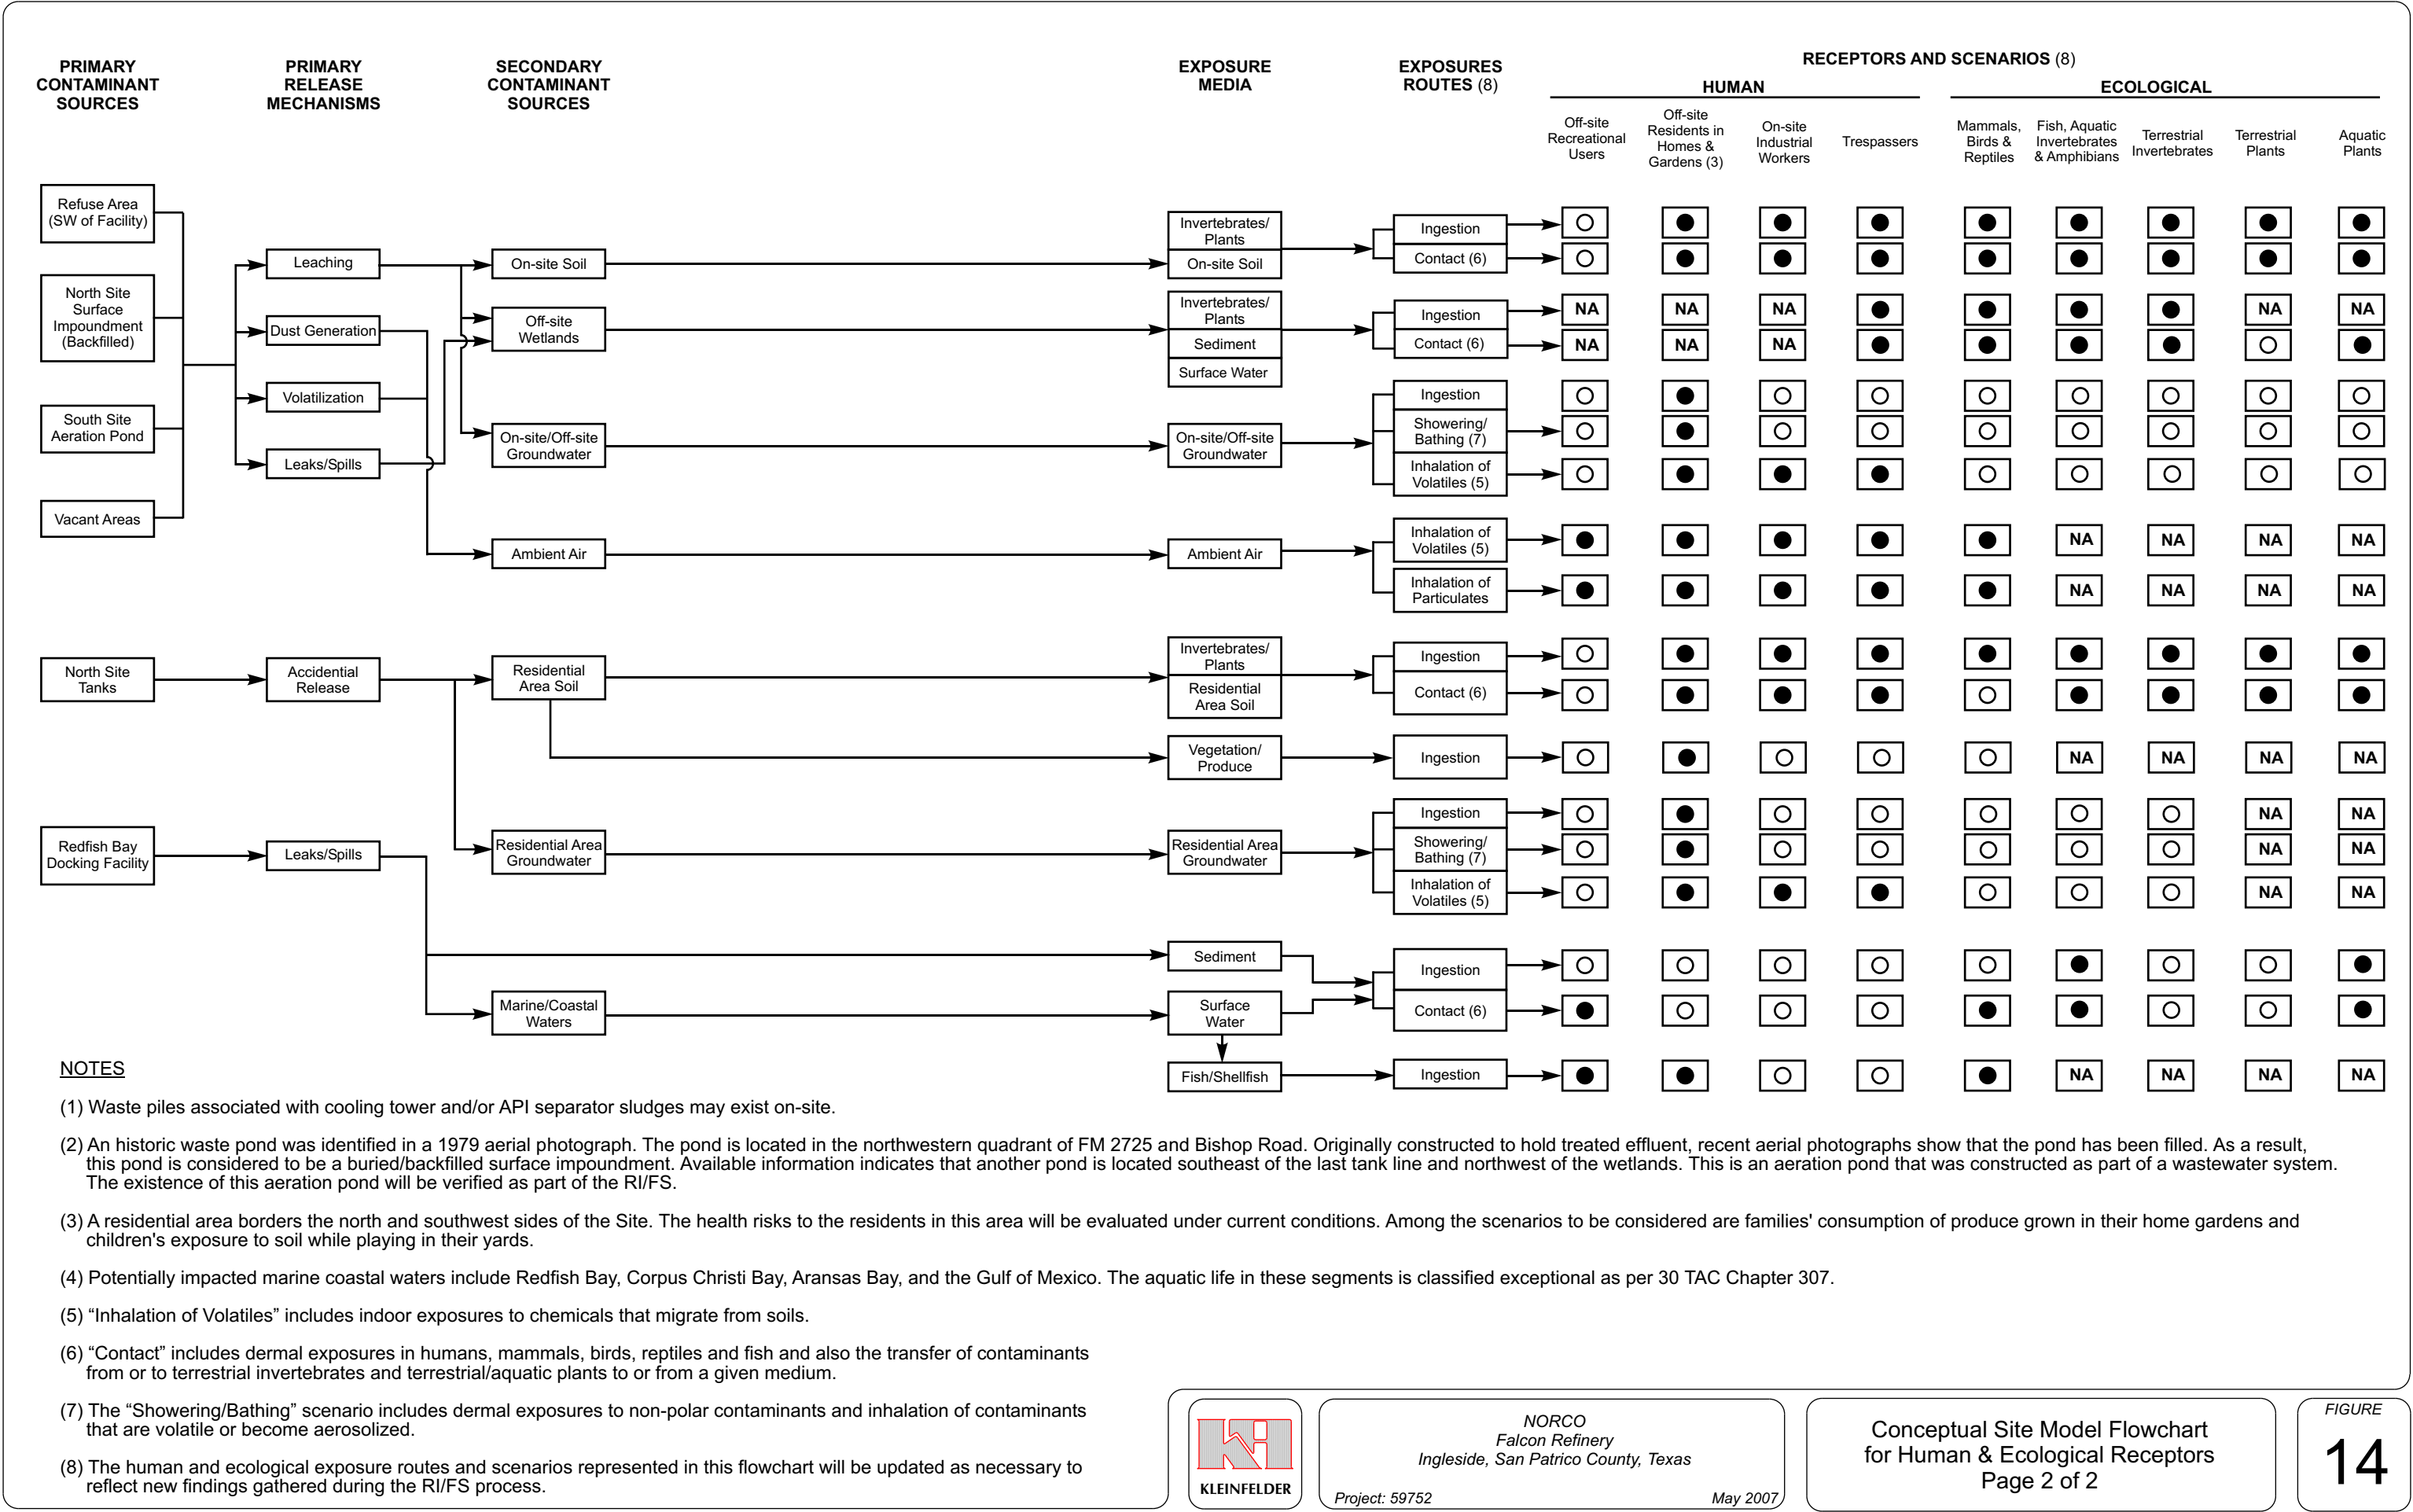 PRIMARY
CONTAMINANT
SOURCES
PRIMARY
RELEASE
MECHANISMS
SECONDARY
CONTAMINANT
SOURCES
EXPOSURE
MEDIA
EXPOSURES
ROUTES (8)
RECEPTORS AND SCENARIOS (8)
HUMAN
ECOLOGICAL
Off-site
Recreational
Users
Off-site
Residents in
Homes &
Gardens (3)
On-site
Industrial
Workers
Trespassers
Mammals,
Birds &
Reptiles
Fish, Aquatic
Invertebrates
& Amphibians
Terrestrial
Invertebrates
Terrestrial
Plants
Aquatic
Plants
Refuse Area
(SW of Facility)
North Site
Surface
Impoundment
(Backfilled)
South Site
Aeration Pond
Vacant Areas
Leaching
Dust Generation
Volatilization
Leaks/Spills
On-site Soil
Off-site
Wetlands
On-site/Off-site
Groundwater
Ambient Air
Invertebrates/
Plants
On-site Soil
Ingestion
Contact (6)
Invertebrates/
Plants
Sediment
Surface Water
Ingestion
NA NA NA NA NA
Contact (6)
NA NA NA
On-site/Off-site
Groundwater
Ingestion
Showering/
Bathing (7)
Inhalation of
Volatiles (5)
Ambient Air
Inhalation of
Volatiles (5)
NA NA NA NA
Inhalation of
Particulates
NA NA NA NA
North Site
Tanks
Accidential
Release
Residential
Area Soil
Invertebrates/
Plants
Residential
Area Soil
Ingestion
Contact (6)
Vegetation/
Produce
Ingestion
NA NA NA NA
Redfish Bay
Docking Facility
Leaks/Spills
Residential Area
Groundwater
Residential Area
Groundwater
Ingestion
NA NA
Showering/
Bathing (7)
NA NA
Inhalation of
Volatiles (5)
NA NA
Sediment
Ingestion
Marine/Coastal
Waters
Surface
Water
Contact (6)
Fish/Shellfish
Ingestion
NA NA NA NA
NOTES
(1) Waste piles associated with cooling tower and/or API separator sludges may exist on-site.
(2) An historic waste pond was identified in a 1979 aerial photograph. The pond is located in the northwestern quadrant of FM 2725 and Bishop Road. Originally constructed to hold treated effluent, recent aerial photographs show that the pond has been filled. As a result,
this pond is considered to be a buried/backfilled surface impoundment. Available information indicates that another pond is located southeast of the last tank line and northwest of the wetlands. This is an aeration pond that was constructed as part of a wastewater system.
The existence of this aeration pond will be verified as part of the RI/FS.
(3) A residential area borders the north and southwest sides of the Site. The health risks to the residents in this area will be evaluated under current conditions. Among the scenarios to be considered are families' consumption of produce grown in their home gardens and
children's exposure to soil while playing in their yards.
(4) Potentially impacted marine coastal waters include Redfish Bay, Corpus Christi Bay, Aransas Bay, and the Gulf of Mexico. The aquatic life in these segments is classified exceptional as per 30 TAC Chapter 307.
(5) “Inhalation of Volatiles” includes indoor exposures to chemicals that migrate from soils.
(6) “Contact” includes dermal exposures in humans, mammals, birds, reptiles and fish and also the transfer of contaminants
from or to terrestrial invertebrates and terrestrial/aquatic plants to or from a given medium.
(7) The “Showering/Bathing” scenario includes dermal exposures to non-polar contaminants and inhalation of contaminants
that are volatile or become aerosolized.
(8) The human and ecological exposure routes and scenarios represented in this flowchart will be updated as necessary to
reflect new findings gathered during the RI/FS process.
KLEINFELDER
NORCO
Falcon Refinery
Ingleside, San Patrico County, Texas
Project: 59752 May 2007
Conceptual Site Model Flowchart
for Human & Ecological Receptors
Page 2 of 2
FIGURE
14